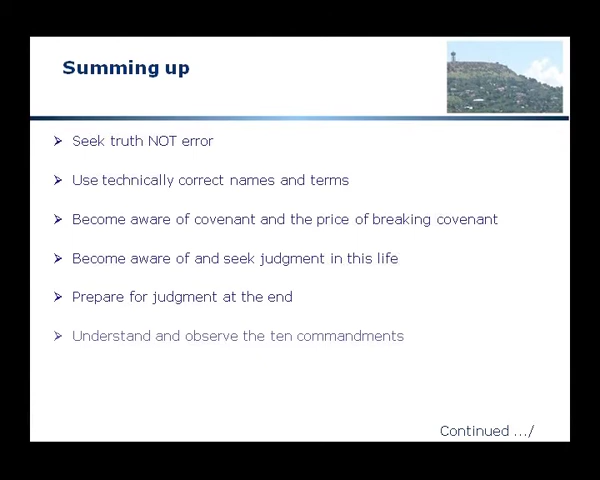 Summing up
Seek truth NOT error
Use technically correct names and terms
Become aware of covenant and the price of breaking covenant
Become aware of and seek judgment in this life
Prepare for judgment at the end
Understand and observe the ten commandments
Continued .../